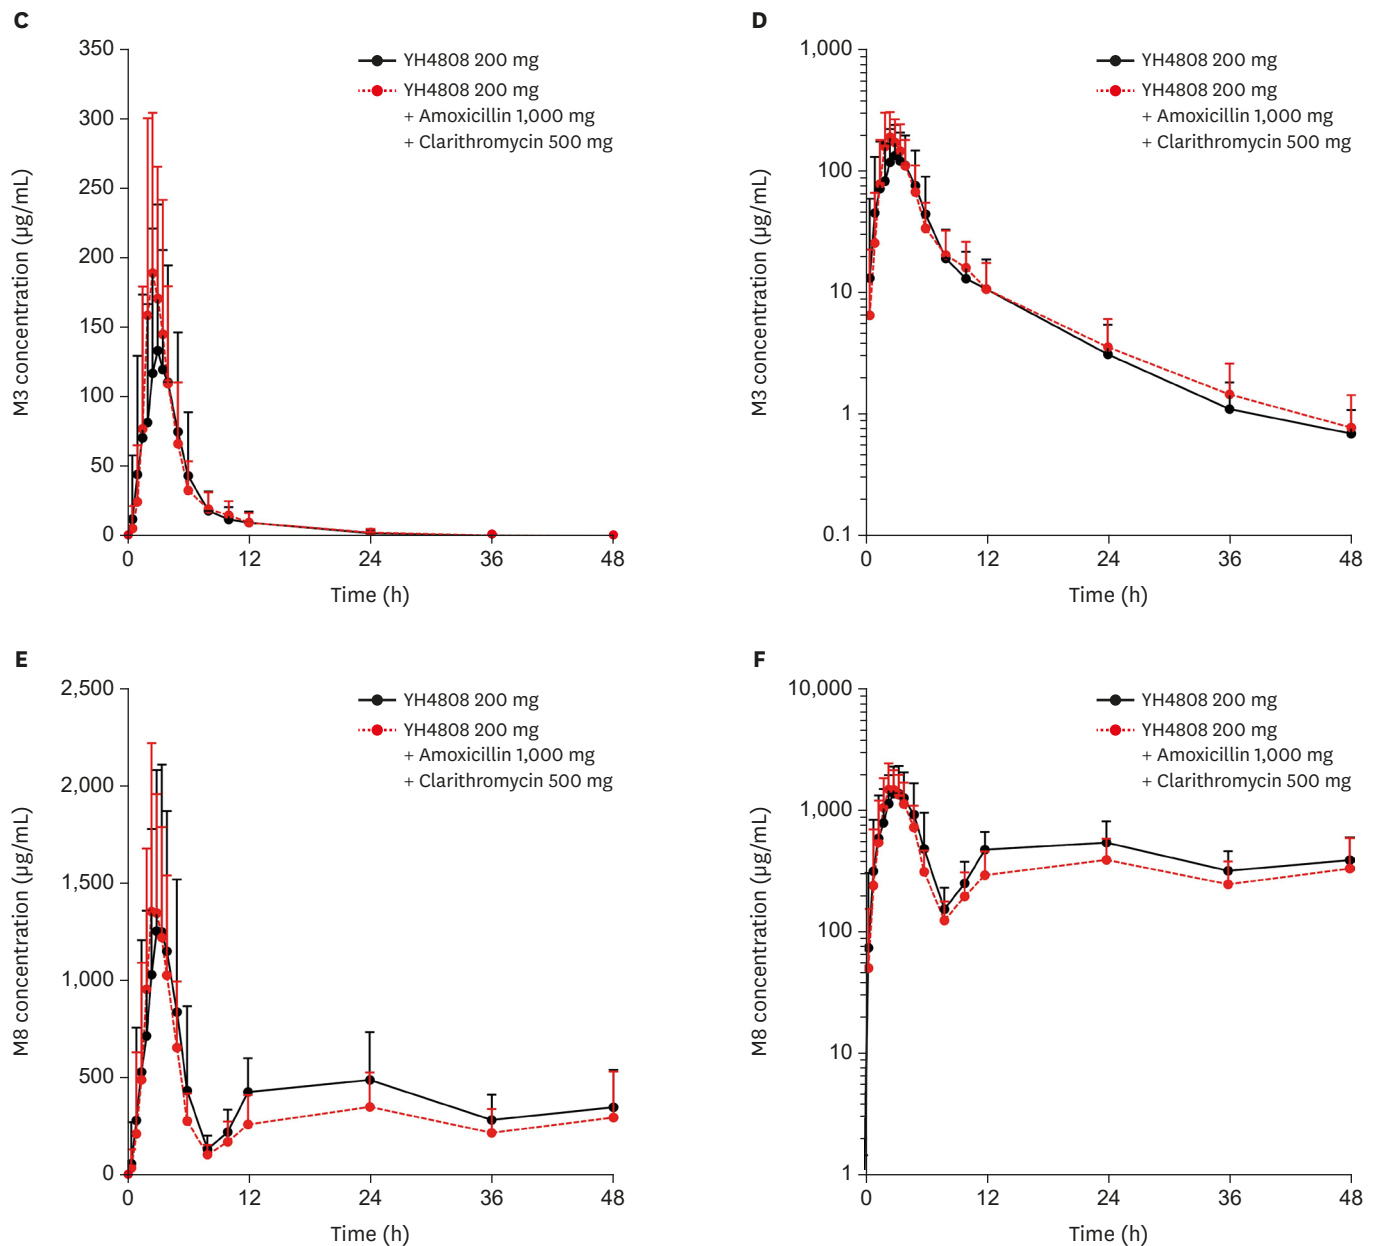 C
350
300
250
200
150
100
50
0
M3 concentration (µg/mL)
0 12 24 36 48
Time (h)
YH4808 200 mg
YH4808 200 mg
+ Amoxicillin 1,000 mg
+ Clarithromycin 500 mg
D
1,000
100
10
1
0.1
M3 concentration (µg/mL)
0 12 24 36 48
Time (h)
YH4808 200 mg
YH4808 200 mg
+ Amoxicillin 1,000 mg
+ Clarithromycin 500 mg
E
2,500
2,000
1,500
1,000
500
0
M8 concentration (µg/mL)
0 12 24 36 48
Time (h)
YH4808 200 mg
YH4808 200 mg
+ Amoxicillin 1,000 mg
+ Clarithromycin 500 mg
F
10,000
1,000
100
10
1
M8 concentration (µg/mL)
0 12 24 36 48
Time (h)
YH4808 200 mg
YH4808 200 mg
+ Amoxicillin 1,000 mg
+ Clarithromycin 500 mg